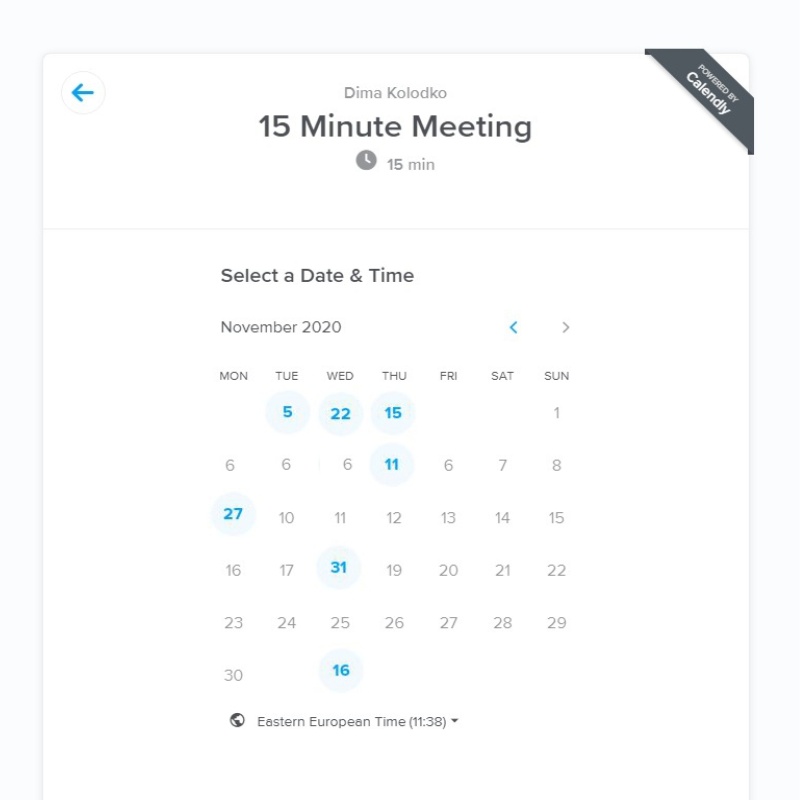 POWERED BY
Calendly
Dima Kolodko
15 Minute Meeting
15 min
Select a Date & Time
November 2020
MON TUE WED THU FRI SAT SUN
5 22 15 1
6 6 6 11 6 7 8
27 10 11 12 13 14 15
16 17 31 19 20 21 22
23 24 25 26 27 28 29
30 16
Eastern European Time (11:38)